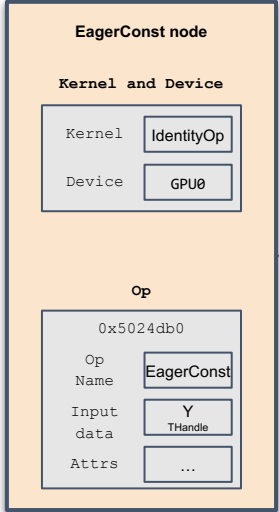 EagerConst node
Kernel and Device
Kernel IdentityOp
Device GPU0
Op
0x5024db0
Op
Name EagerConst
Input Y
data THandle
Attrs ...